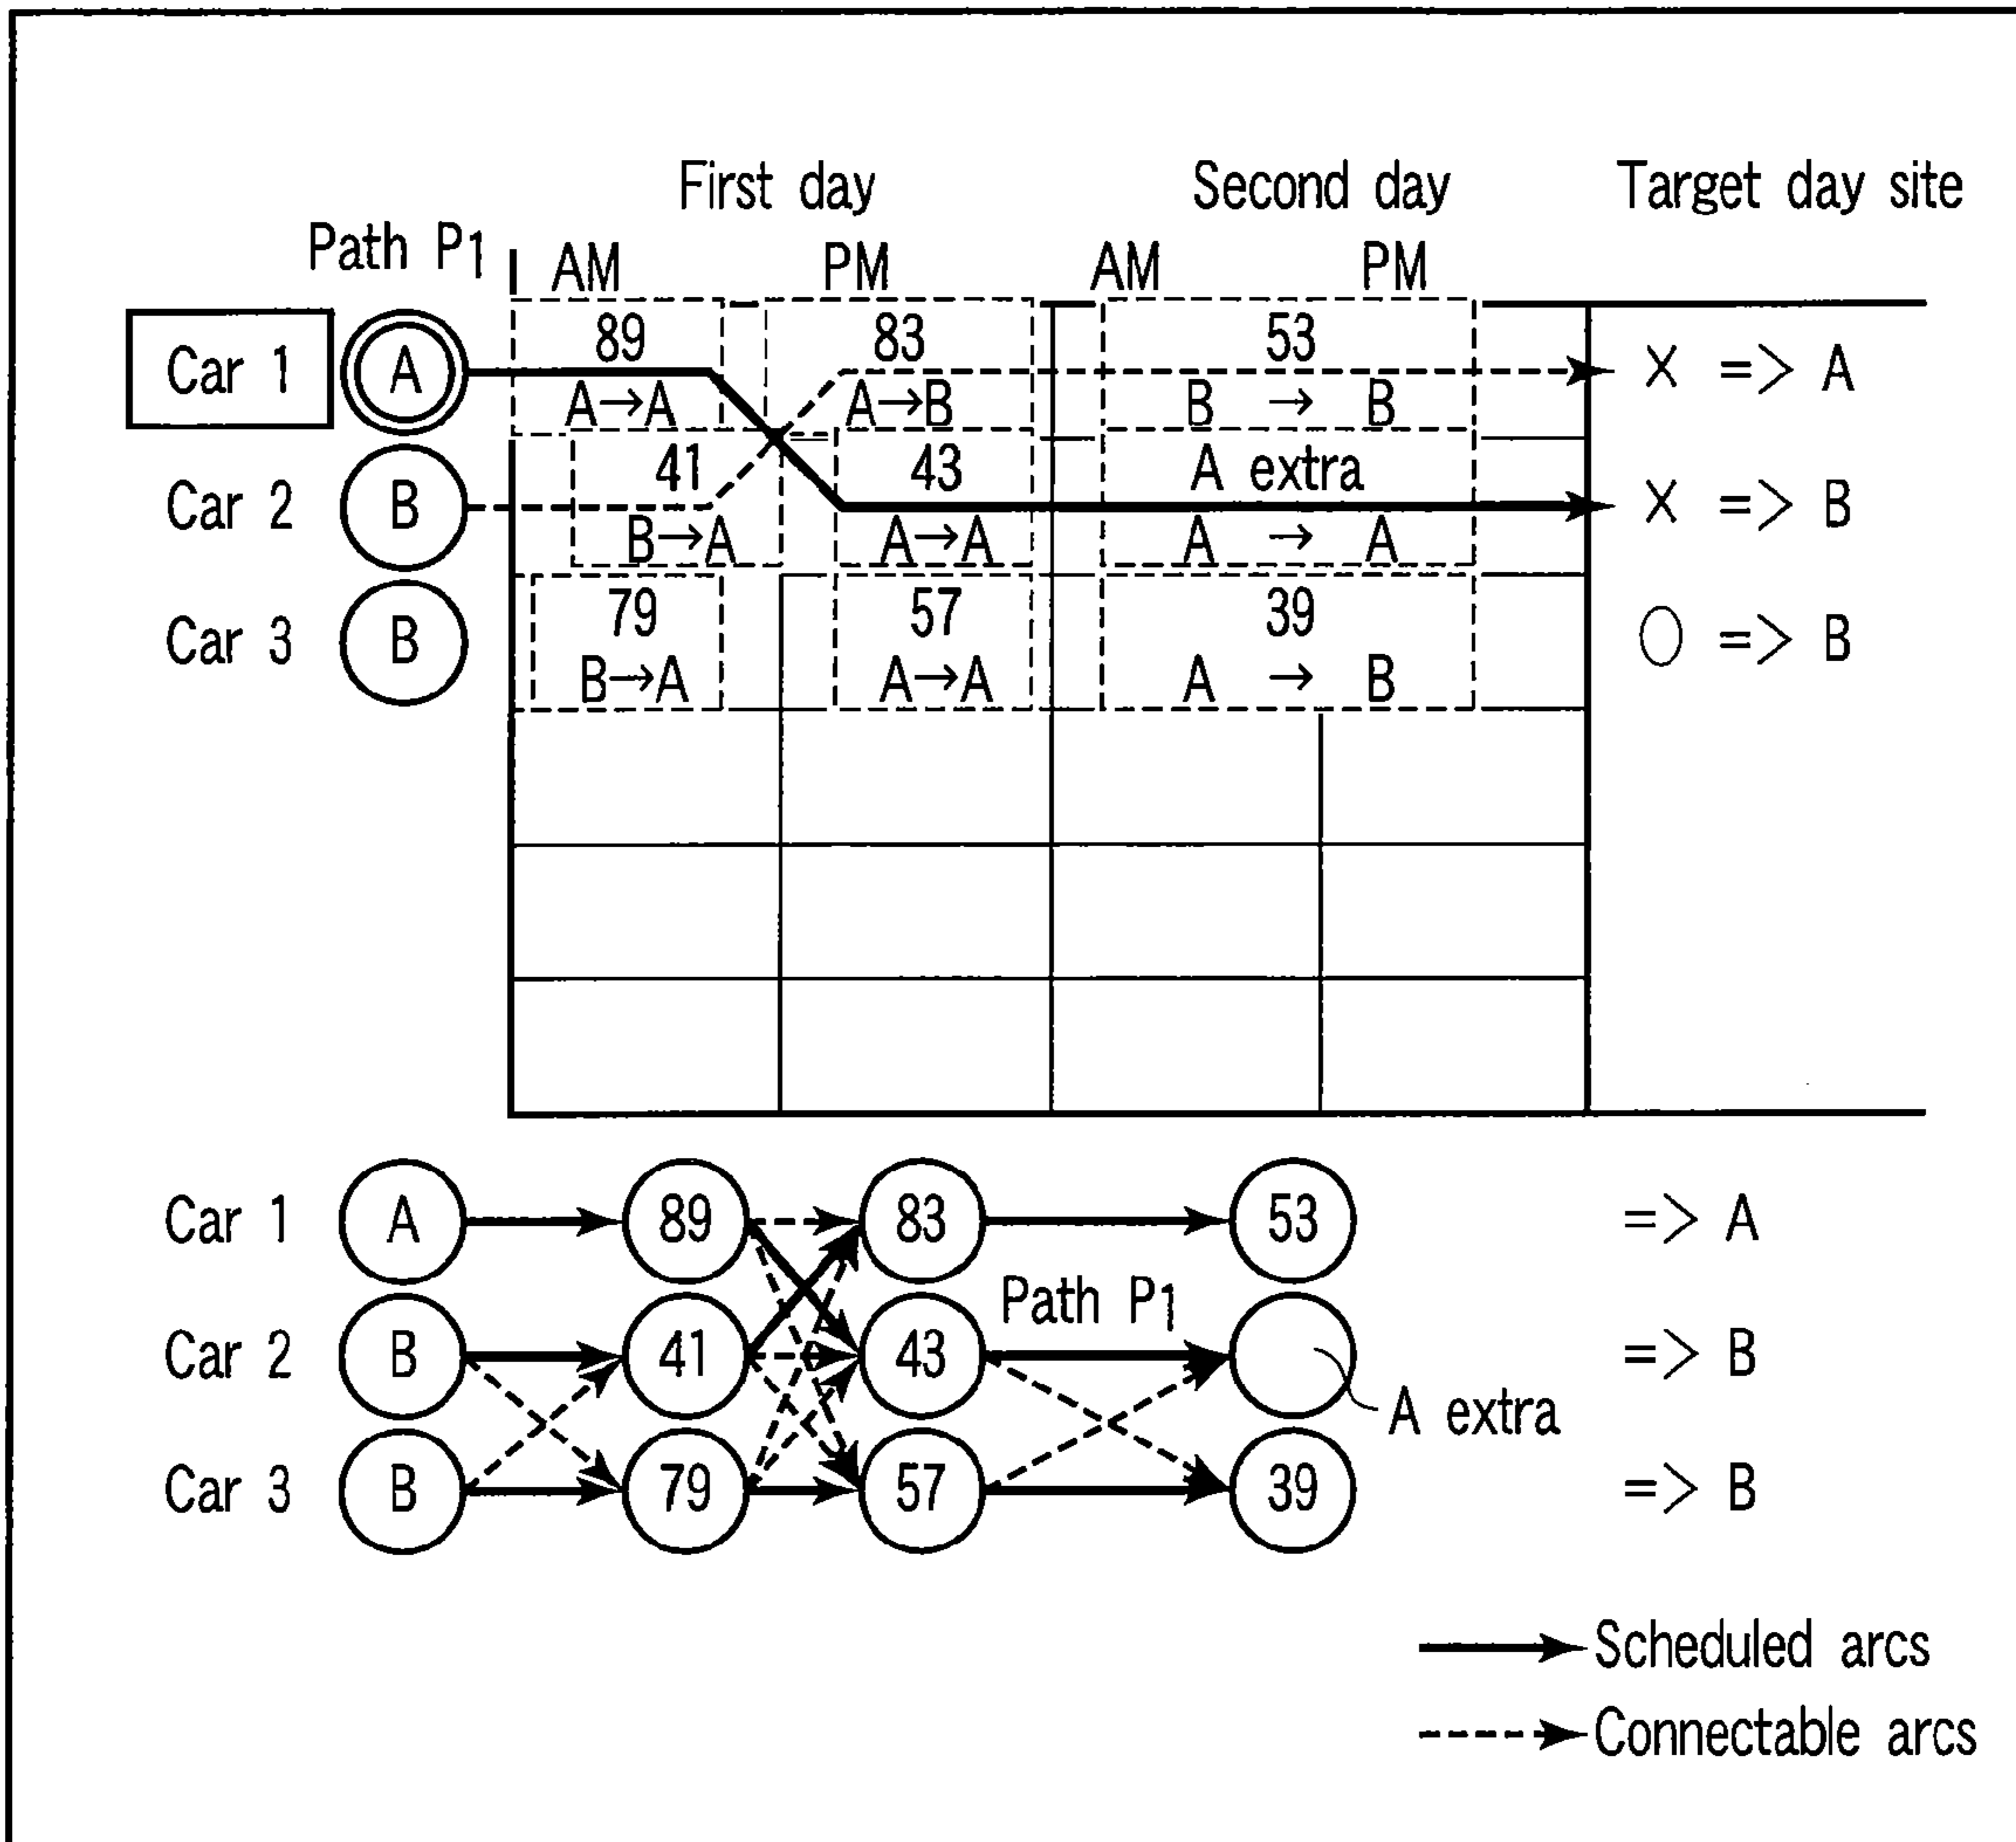 First day Second day Target day site
Path P1 AM PM AM PM
Car 1 A 89 83 53 X => A
A→A A→B B → B
Car 2 B 41 43 A extra X => B
B→A A→A A → A
Car 3 B 79 57 39 O => B
B→A A→A A → B
Car 1 A 89 83 53 => A
Path P1
Car 2 B 41 43 => B
A extra
Car 3 B 79 57 39 => B
Scheduled arcs
Connectable arcs